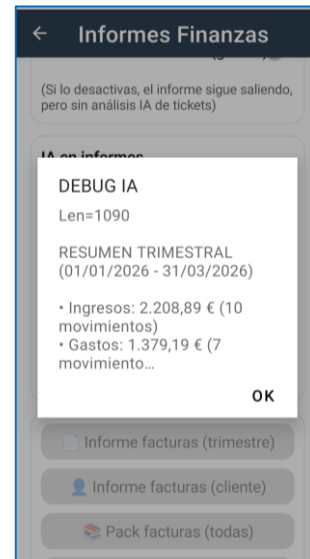 ← Informes Finanzas
(Si lo desactivas, el informe sigue saliendo,
pero sin análisis IA de tickets)
IA en informes
DEBUG IA
Len=1090
RESUMEN TRIMESTRAL
(01/01/2026 - 31/03/2026)
• Ingresos: 2.208,89 € (10
movimientos)
• Gastos: 1.379,19 € (7
movimiento...
OK
Informe facturas (trimestre)
Informe facturas (cliente)
Pack facturas (todas)